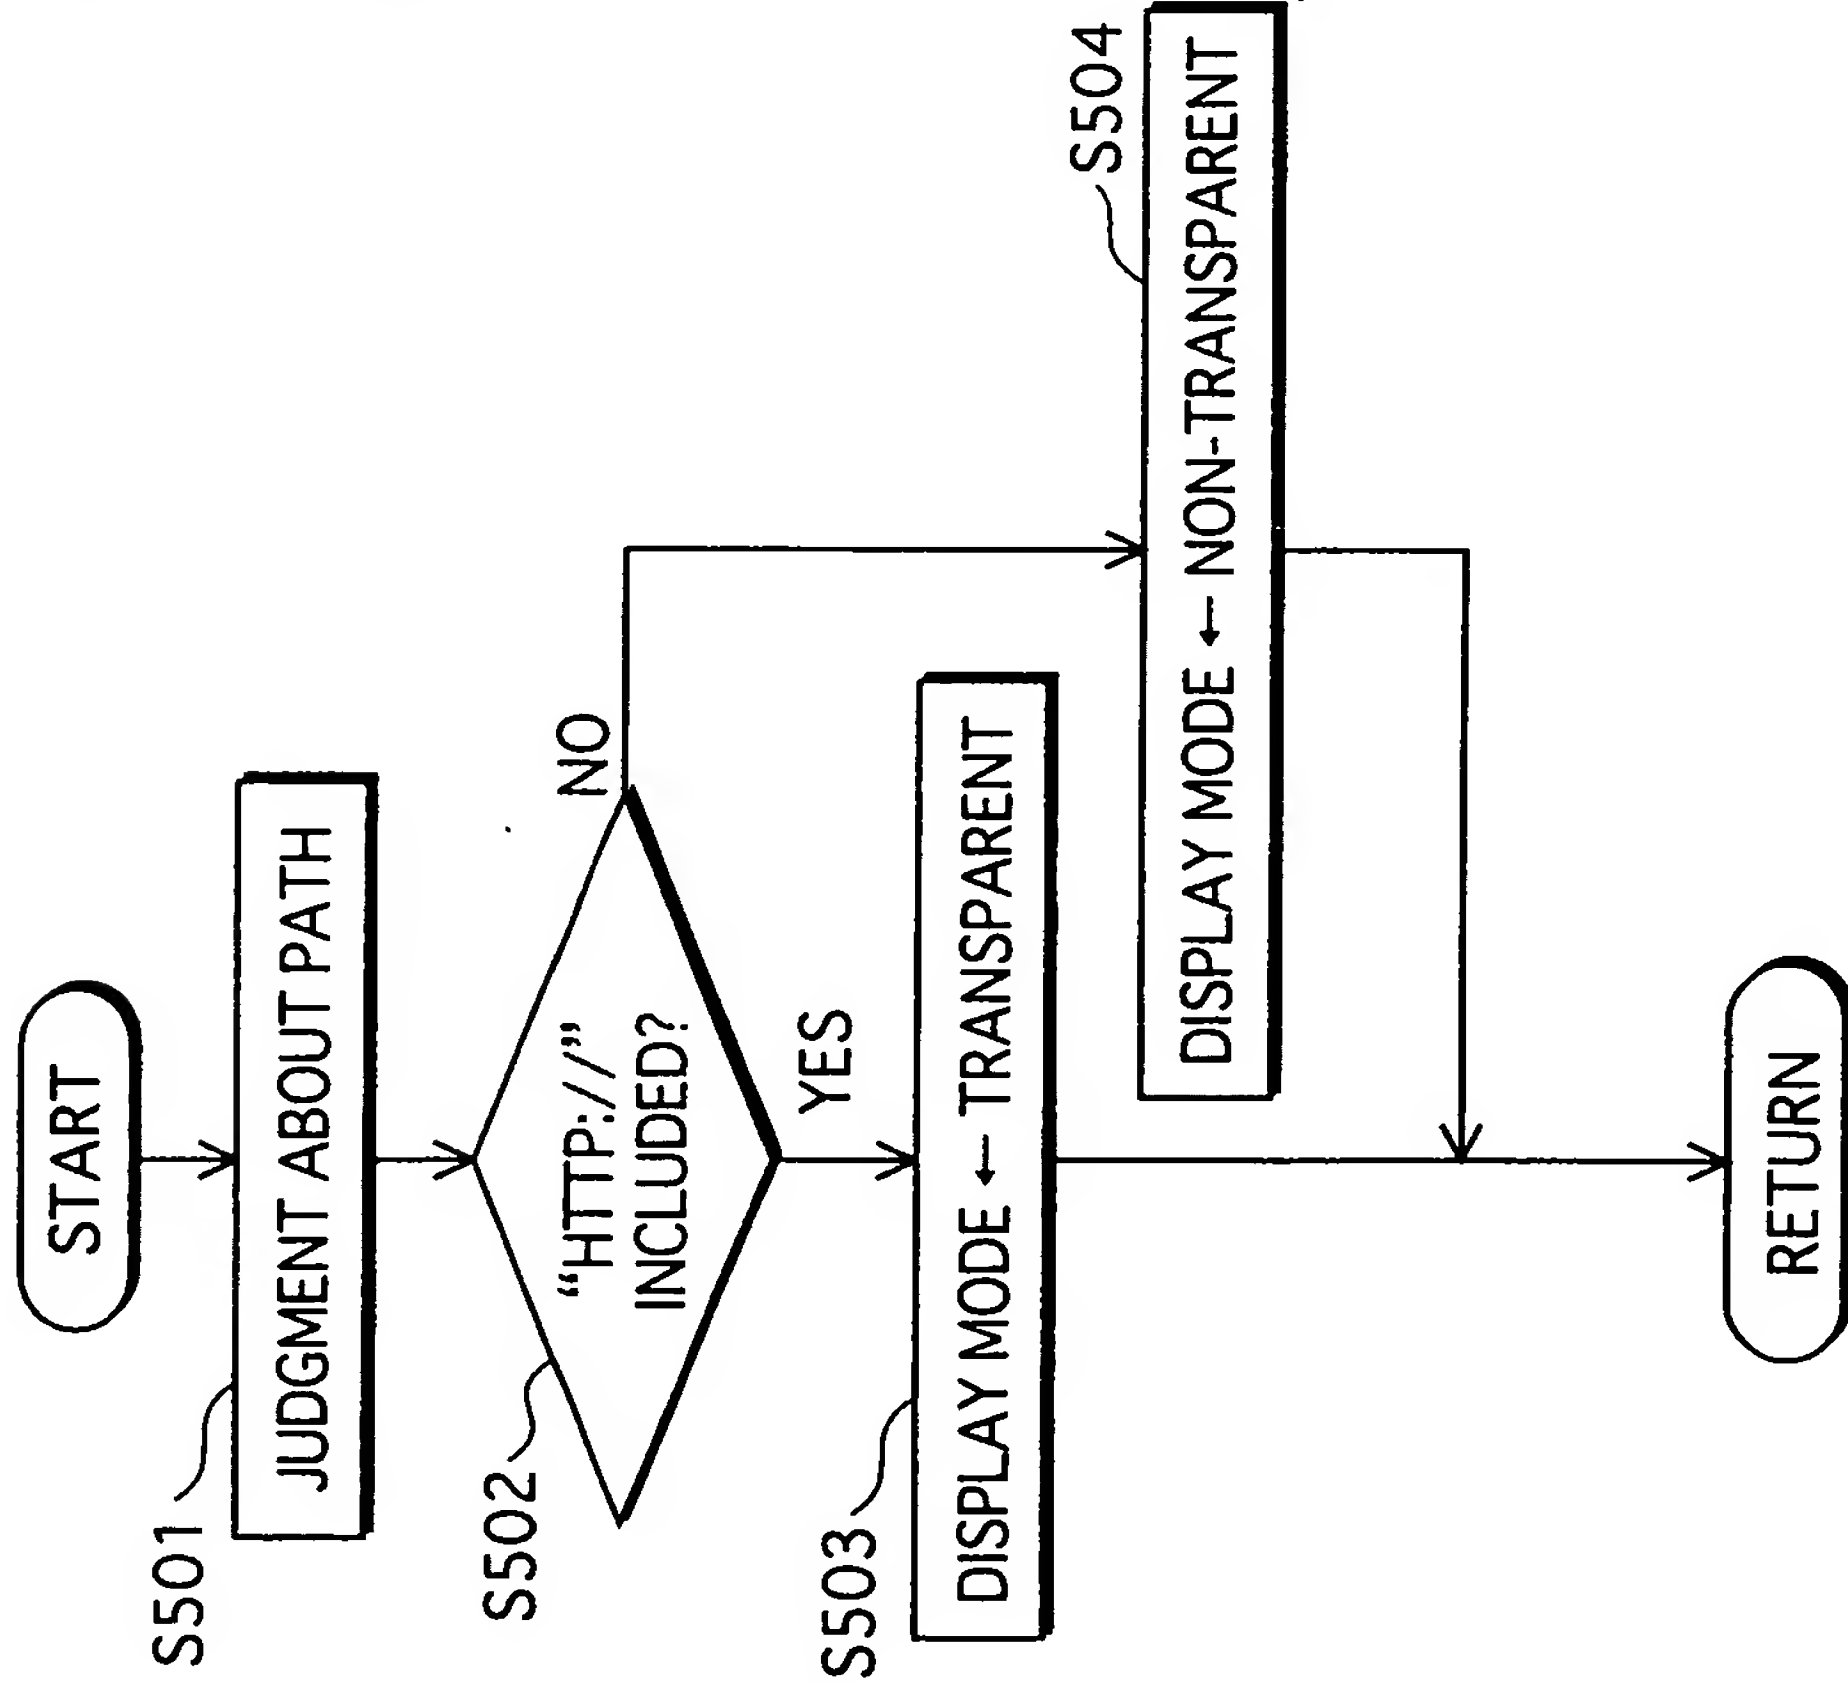 START
S501
JUDGMENT ABOUT PATH
S502
“HTTP://”
INCLUDED?
NO
YES
S503
DISPLAY MODE ← TRANSPARENT
S504
DISPLAY MODE ← NON-TRANSPARENT
RETURN